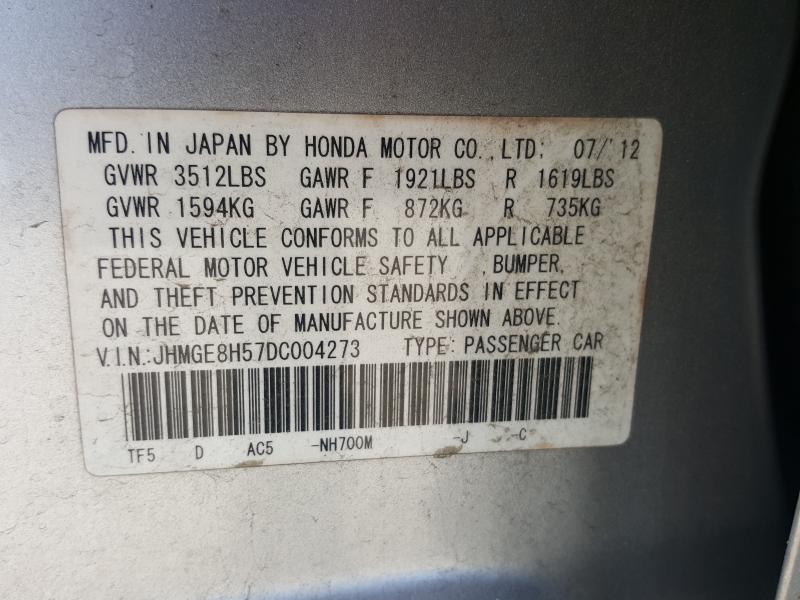 MFD. IN JAPAN BY HONDA MOTOR CO., LTD; 07/'12
GVWR 3512LBS GAWR F 1921LBS R 1619LBS
GVWR 1594KG GAWR F 872KG R 735KG
THIS VEHICLE CONFORMS TO ALL APPLICABLE
FEDERAL MOTOR VEHICLE SAFETY , BUMPER,
AND THEFT PREVENTION STANDARDS IN EFFECT
ON THE DATE OF MANUFACTURE SHOWN ABOVE.
V.I.N.:JHMGE8H57DC004273 TYPE: PASSENGER CAR
TF5 D AC5 -NH700M -J -C